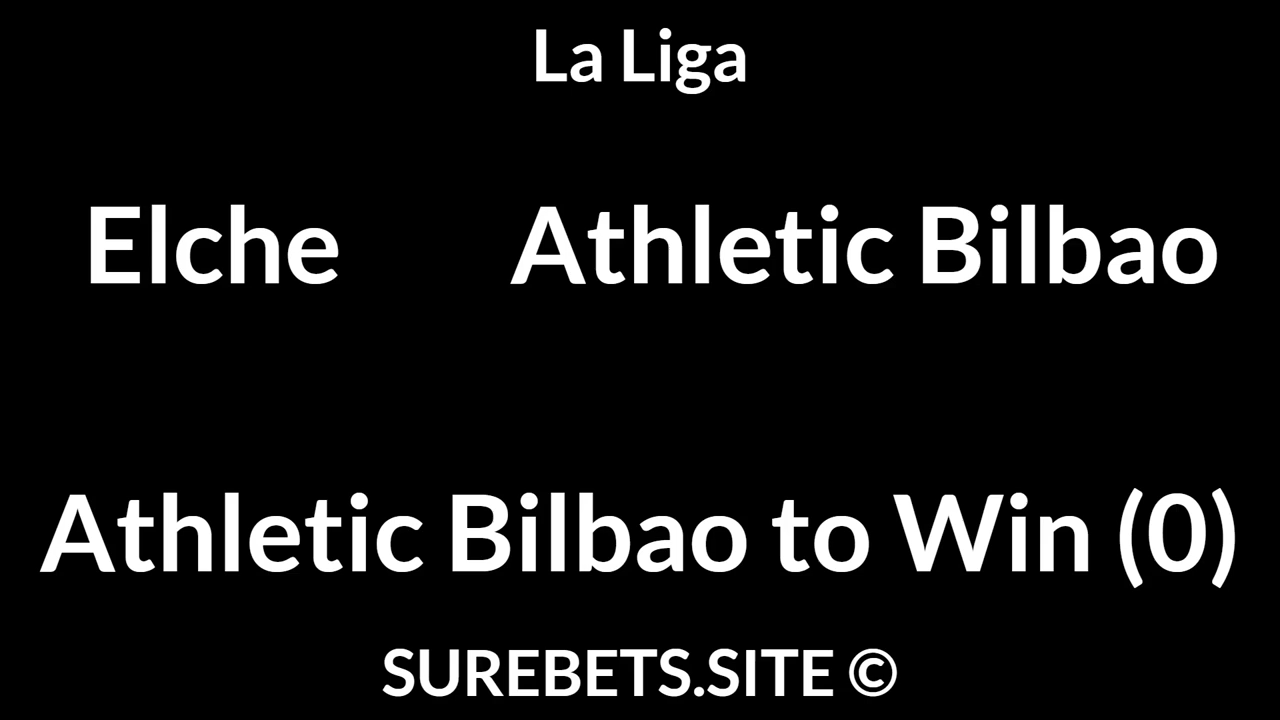 La Liga
Elche Athletic Bilbao
Athletic Bilbao to Win (0)
SUREBETS.SITE ©